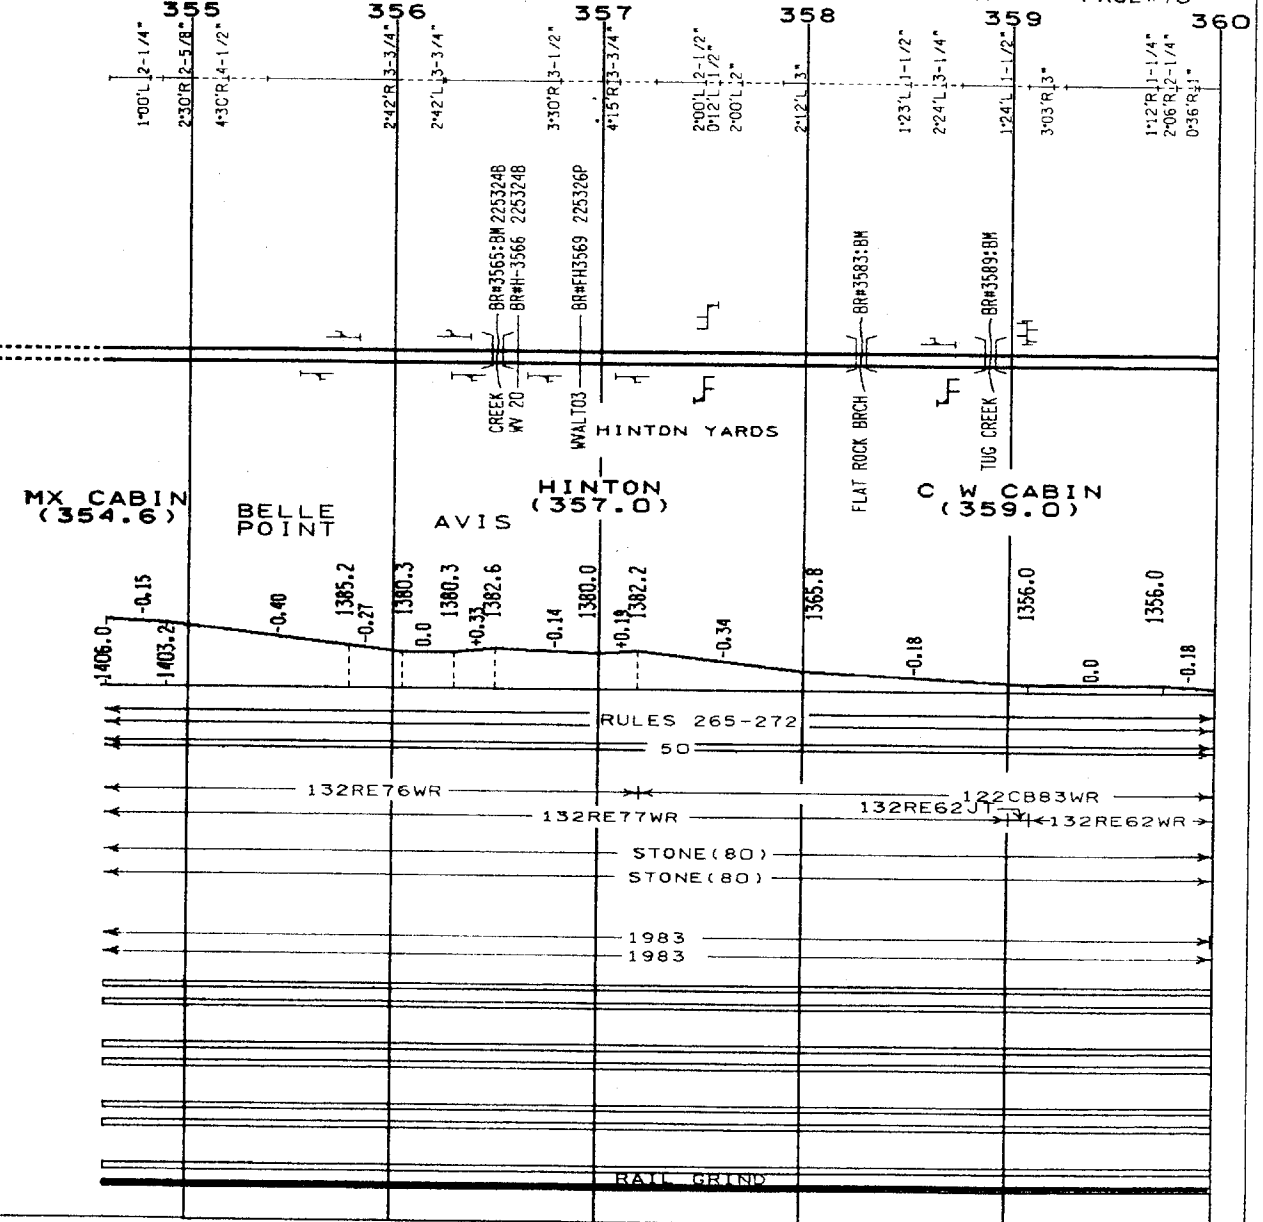 355 356 357 358 359 360
1°00'L 2-1/4"
2°30'R 2-5/8"
4°30'R 4-1/2"
2°42'R 3-3/4"
2°42'L 3-3/4"
3°30'R 3-1/2"
4°15'R 3-3/4"
2°00'L 2-1/2"
0°12'L 1/2"
2°00'L 2"
2°12'L 3"
1°23'L 1-1/2"
2°24'L 3-1/4"
1°24'L 1-1/2"
3°03'R 3"
1°12'R 1-1/4"
2°06'R 2-1/4"
0°36'R 1"
BR#3565:BM 225324B
BR#H-3566 225324B
BR#FH3569 225326P
BR#3583:BM
BR#3589:BM
CREEK
WV 20
WVALT03
FLAT ROCK BRCH
TUG CREEK
HINTON YARDS
MX CABIN
(354.6)
BELLE
POINT
AVIS
HINTON
(357.0)
C W CABIN
(359.0)
1406.0
-0.15
1403.2
-0.40
1385.2
-0.27
1380.3
0.0
1380.3
+0.33
1382.6
-0.14
1380.0
+0.19
1382.2
-0.34
1365.8
-0.18
1356.0
0.0
1356.0
-0.18
RULES 265-272
50
132RE76WR 122CB83WR
132RE62JT
132RE77WR 132RE62WR
STONE(80)
STONE(80)
1983
1983
RAIL GRIND